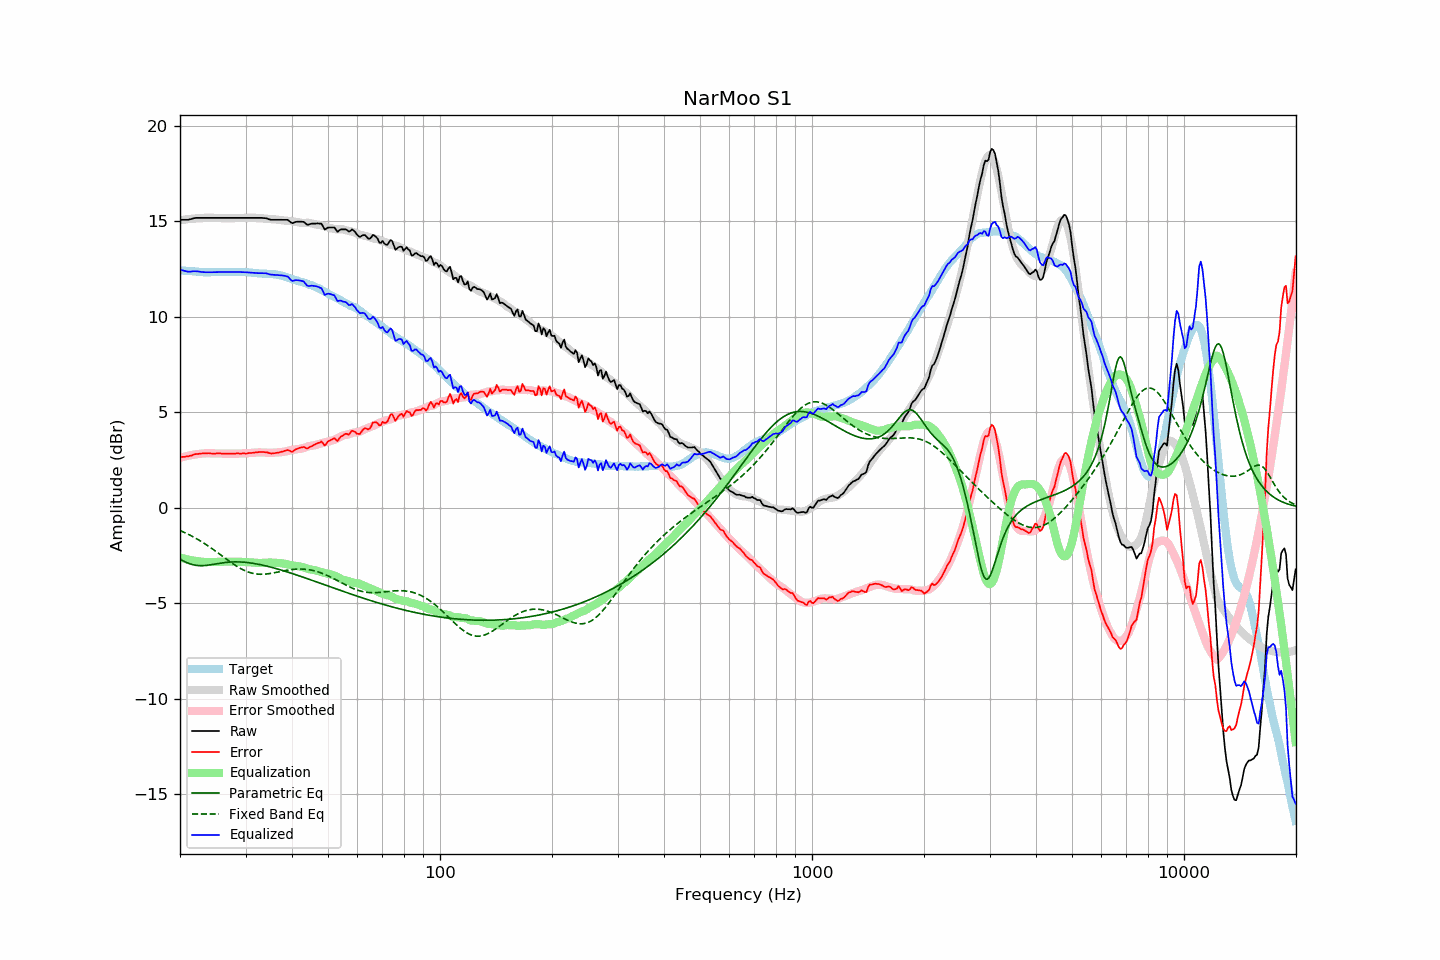 NarMoo S1
Amplitude (dBr)
20
15
10
5
0
−5
−10
−15
Target
Raw Smoothed
Error Smoothed
Raw
Error
Equalization
Parametric Eq
Fixed Band Eq
Equalized
100
1000
10000
Frequency (Hz)